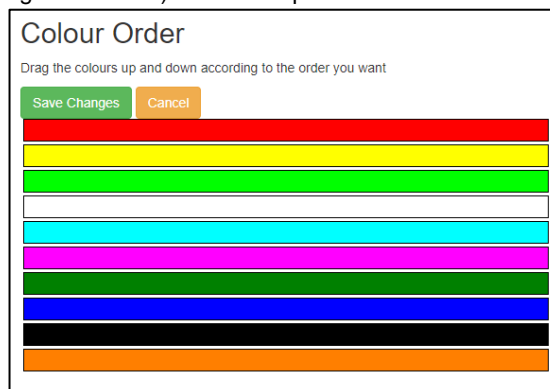 Colour Order
Drag the colours up and down according to the order you want
Save Changes Cancel